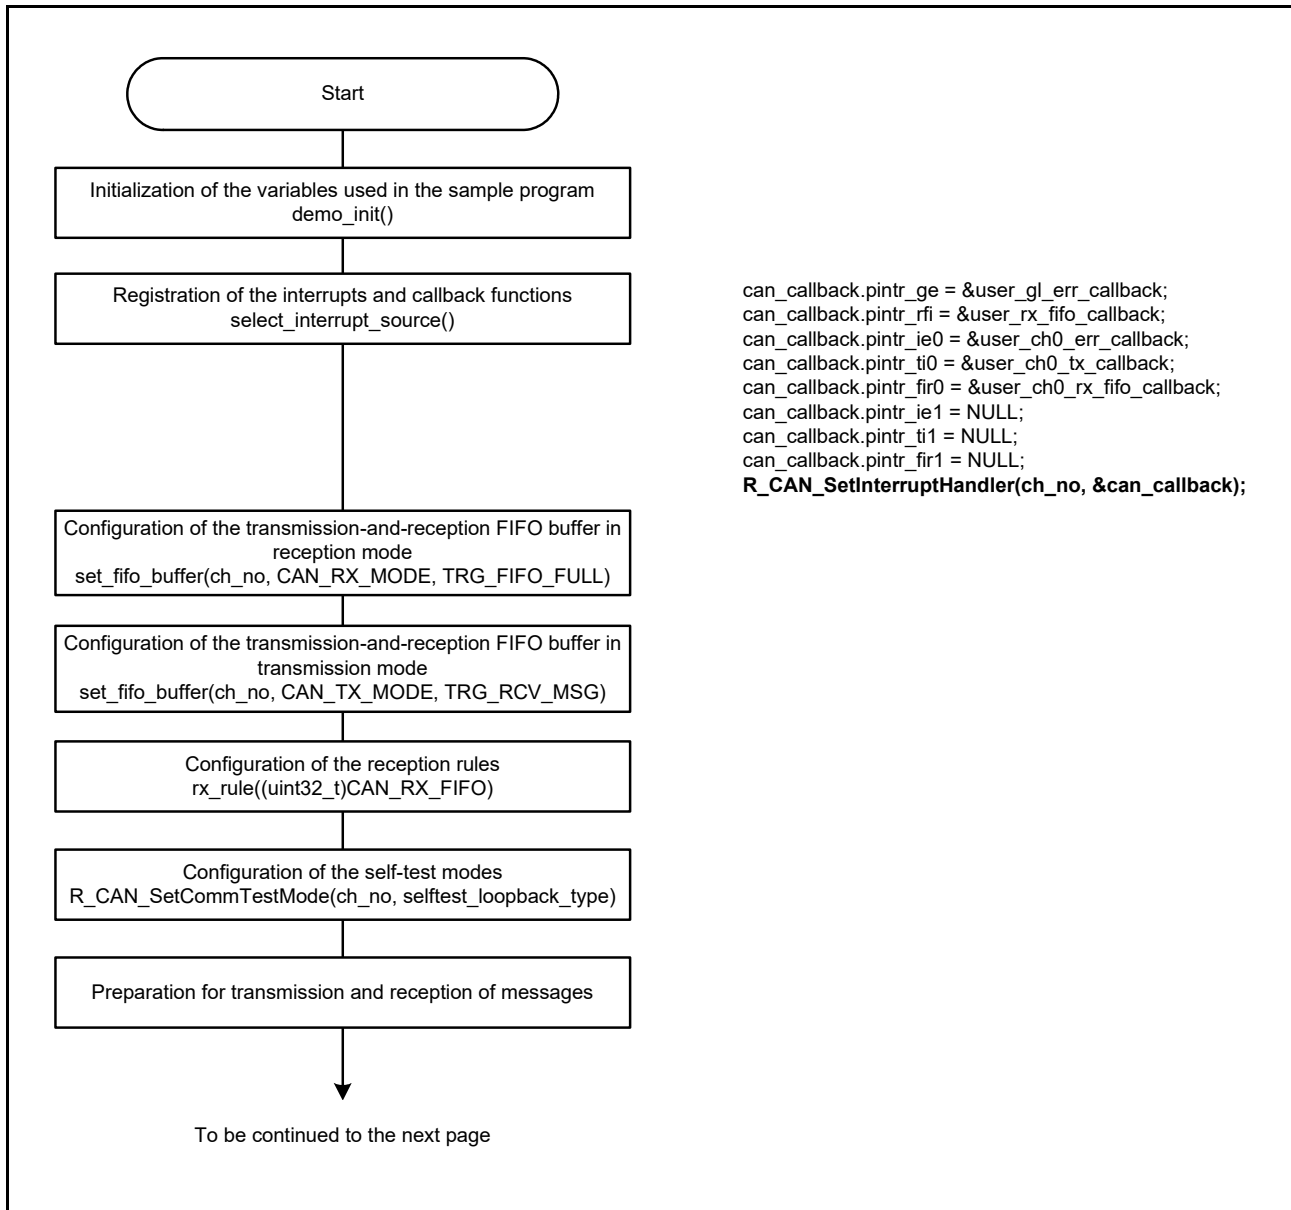 Start
Initialization of the variables used in the sample program
demo_init()
Registration of the interrupts and callback functions
select_interrupt_source()
can_callback.pintr_ge = &user_gl_err_callback;
can_callback.pintr_rfi = &user_rx_fifo_callback;
can_callback.pintr_ie0 = &user_ch0_err_callback;
can_callback.pintr_ti0 = &user_ch0_tx_callback;
can_callback.pintr_fir0 = &user_ch0_rx_fifo_callback;
can_callback.pintr_ie1 = NULL;
can_callback.pintr_ti1 = NULL;
can_callback.pintr_fir1 = NULL;
R_CAN_SetInterruptHandler(ch_no, &can_callback);
Configuration of the transmission-and-reception FIFO buffer in
reception mode
set_fifo_buffer(ch_no, CAN_RX_MODE, TRG_FIFO_FULL)
Configuration of the transmission-and-reception FIFO buffer in
transmission mode
set_fifo_buffer(ch_no, CAN_TX_MODE, TRG_RCV_MSG)
Configuration of the reception rules
rx_rule((uint32_t)CAN_RX_FIFO)
Configuration of the self-test modes
R_CAN_SetCommTestMode(ch_no, selftest_loopback_type)
Preparation for transmission and reception of messages
To be continued to the next page